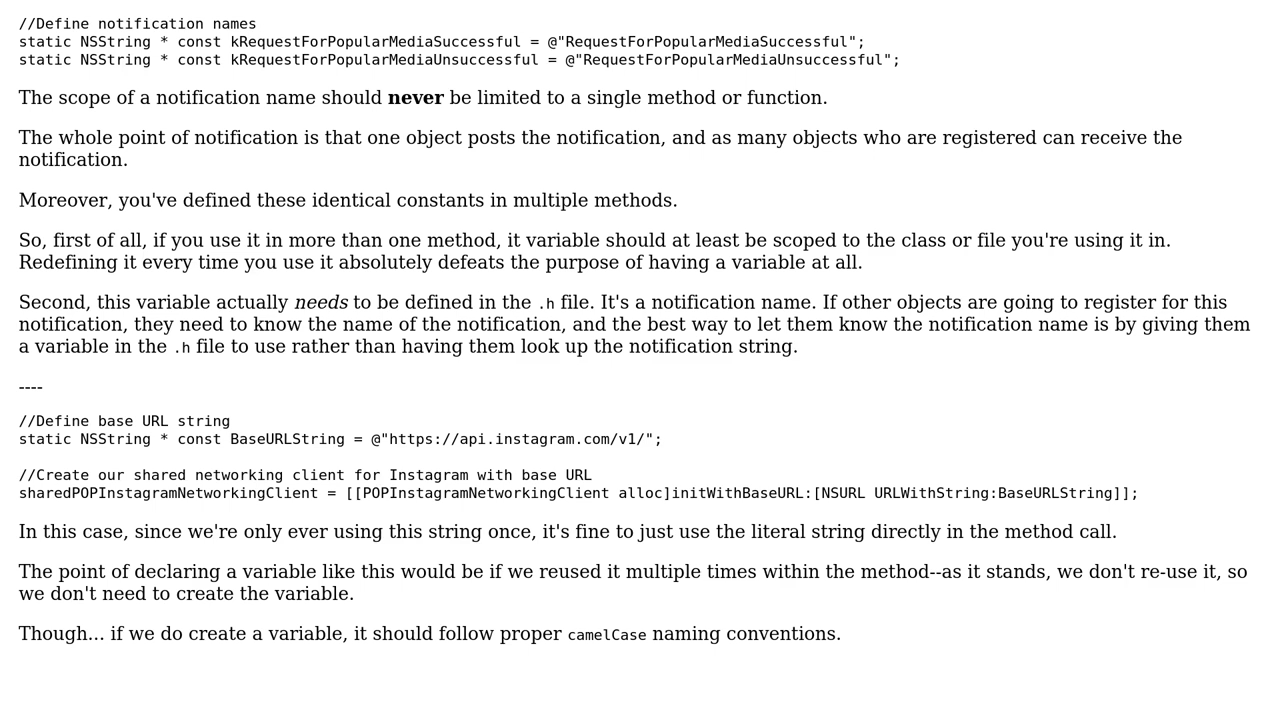 //Define notification names
static NSString * const kRequestForPopularMediaSuccessful = @"RequestForPopularMediaSuccessful";
static NSString * const kRequestForPopularMediaUnsuccessful = @"RequestForPopularMediaUnsuccessful";
The scope of a notification name should never be limited to a single method or function.
The whole point of notification is that one object posts the notification, and as many objects who are registered can receive the
notification.
Moreover, you've defined these identical constants in multiple methods.
So, first of all, if you use it in more than one method, it variable should at least be scoped to the class or file you're using it in.
Redefining it every time you use it absolutely defeats the purpose of having a variable at all.
Second, this variable actually needs to be defined in the .h file. It's a notification name. If other objects are going to register for this
notification, they need to know the name of the notification, and the best way to let them know the notification name is by giving them
a variable in the .h file to use rather than having them look up the notification string.
----
//Define base URL string
static NSString * const BaseURLString = @"https://api.instagram.com/v1/";
//Create our shared networking client for Instagram with base URL
sharedPOPInstagramNetworkingClient = [[POPInstagramNetworkingClient alloc]initWithBaseURL:[NSURL URLWithString:BaseURLString]];
In this case, since we're only ever using this string once, it's fine to just use the literal string directly in the method call.
The point of declaring a variable like this would be if we reused it multiple times within the method--as it stands, we don't re-use it, so
we don't need to create the variable.
Though... if we do create a variable, it should follow proper camelCase naming conventions.